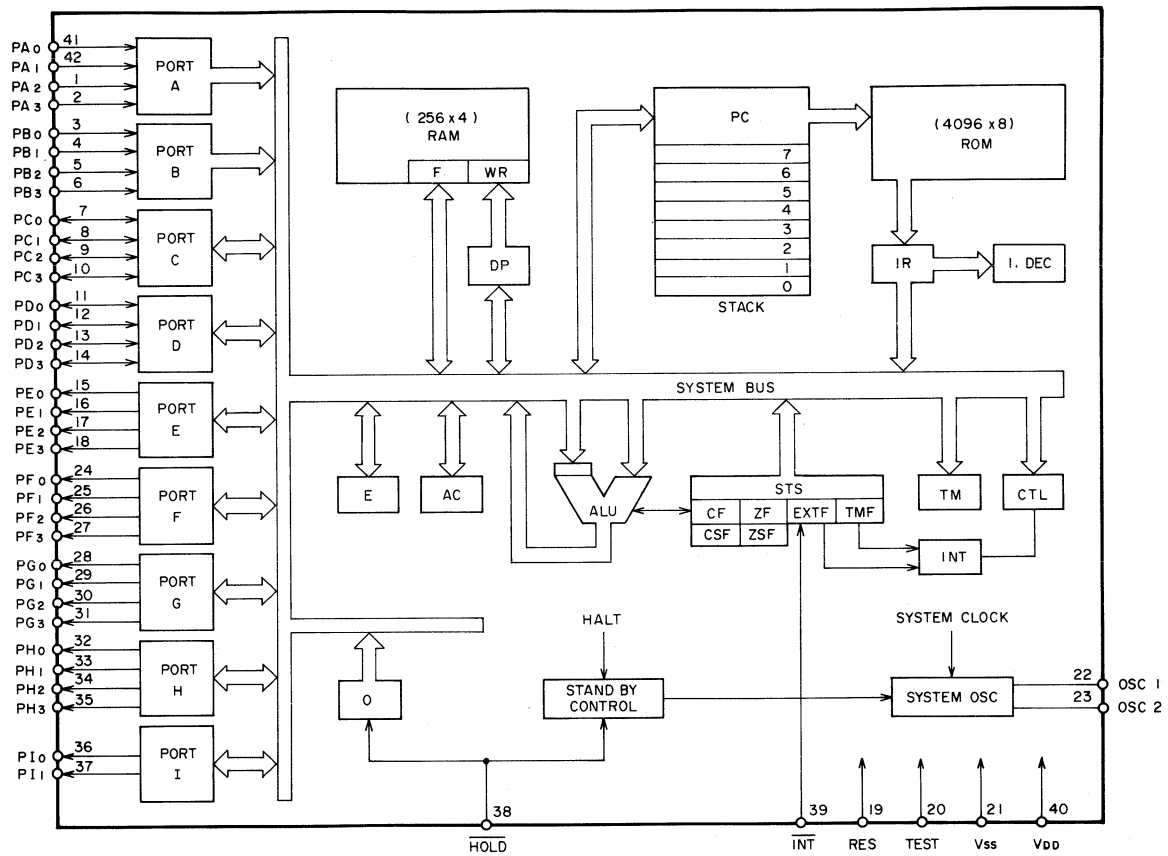 PA0 41
PA1 42
PA2 1
PA3 2
PORT A
PB0 3
PB1 4
PB2 5
PB3 6
PORT B
PC0 7
PC1 8
PC2 9
PC3 10
PORT C
PD0 11
PD1 12
PD2 13
PD3 14
PORT D
PE0 15
PE1 16
PE2 17
PE3 18
PORT E
PF0 24
PF1 25
PF2 26
PF3 27
PORT F
PG0 28
PG1 29
PG2 30
PG3 31
PORT G
PH0 32
PH1 33
PH2 34
PH3 35
PORT H
PI0 36
PI1 37
PORT I
(256 x 4)
RAM
F WR
DP
PC
7
6
5
4
3
2
1
0
STACK
(4096 x 8)
ROM
IR
I. DEC
SYSTEM BUS
E
AC
ALU
STS
CF ZF EXTF TMF
CSF ZSF
TM
CTL
INT
0
HALT
STAND BY
CONTROL
SYSTEM CLOCK
SYSTEM OSC
22 OSC 1
23 OSC 2
38
HOLD
39
INT
19
RES
20
TEST
21
VSS
40
VDD